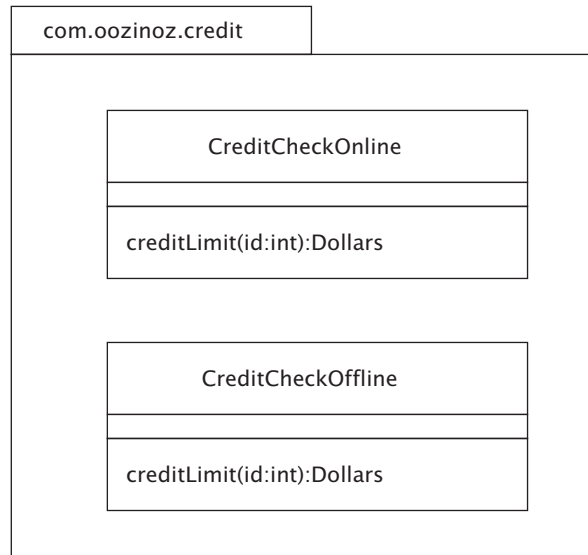 com.oozinoz.credit
CreditCheckOnline
creditLimit(id:int):Dollars
CreditCheckOffline
creditLimit(id:int):Dollars